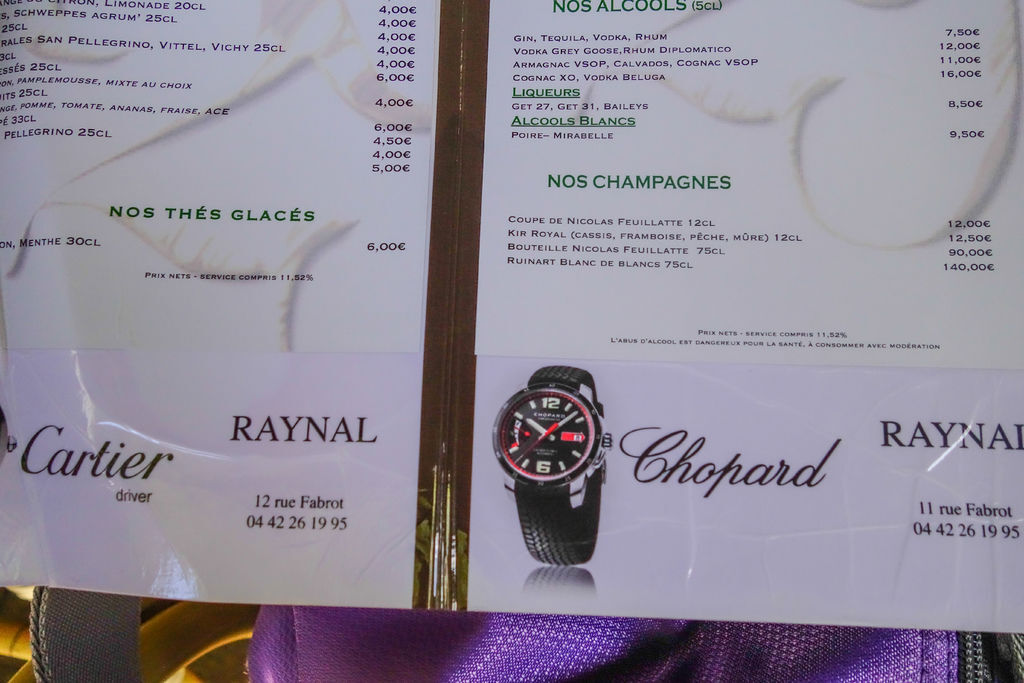 LIMONADE 20CL
SCHWEPPES AGRUM' 25CL 4,00€
25CL 4,00€
SAN PELLEGRINO, VITTEL, VICHY 25CL 4,00€
4,00€
25CL 4,00€
PAMPLEMOUSSE, MIXTE AU CHOIX 6,00€
25CL
POMME, TOMATE, ANANAS, FRAISE, ACE 4,00€
33CL
PELLEGRINO 25CL 6,00€
4,50€
4,00€
5,00€
NOS THÉS GLACÉS
MENTHE 30CL 6,00€
PRIX NETS - SERVICE COMPRIS 11,52%
Cartier
driver
RAYNAL
12 rue Fabrot
04 42 26 19 95
NOS ALCOOLS (5CL)
GIN, TEQUILA, VODKA, RHUM 7,50€
VODKA GREY GOOSE,RHUM DIPLOMATICO 12,00€
ARMAGNAC VSOP, CALVADOS, COGNAC VSOP 11,00€
COGNAC XO, VODKA BELUGA 16,00€
LIQUEURS
GET 27, GET 31, BAILEYS 8,50€
ALCOOLS BLANCS
POIRE– MIRABELLE 9,50€
NOS CHAMPAGNES
COUPE DE NICOLAS FEUILLATTE 12CL 12,00€
KIR ROYAL (CASSIS, FRAMBOISE, PÊCHE, MÛRE) 12CL 12,50€
BOUTEILLE NICOLAS FEUILLATTE 75CL 90,00€
RUINART BLANC DE BLANCS 75CL 140,00€
PRIX NETS - SERVICE COMPRIS 11,52%
L'ABUS D'ALCOOL EST DANGEREUX POUR LA SANTÉ, À CONSOMMER AVEC MODÉRATION
12
CHOPARD
6
Chopard
RAYNAL
11 rue Fabrot
04 42 26 19 95